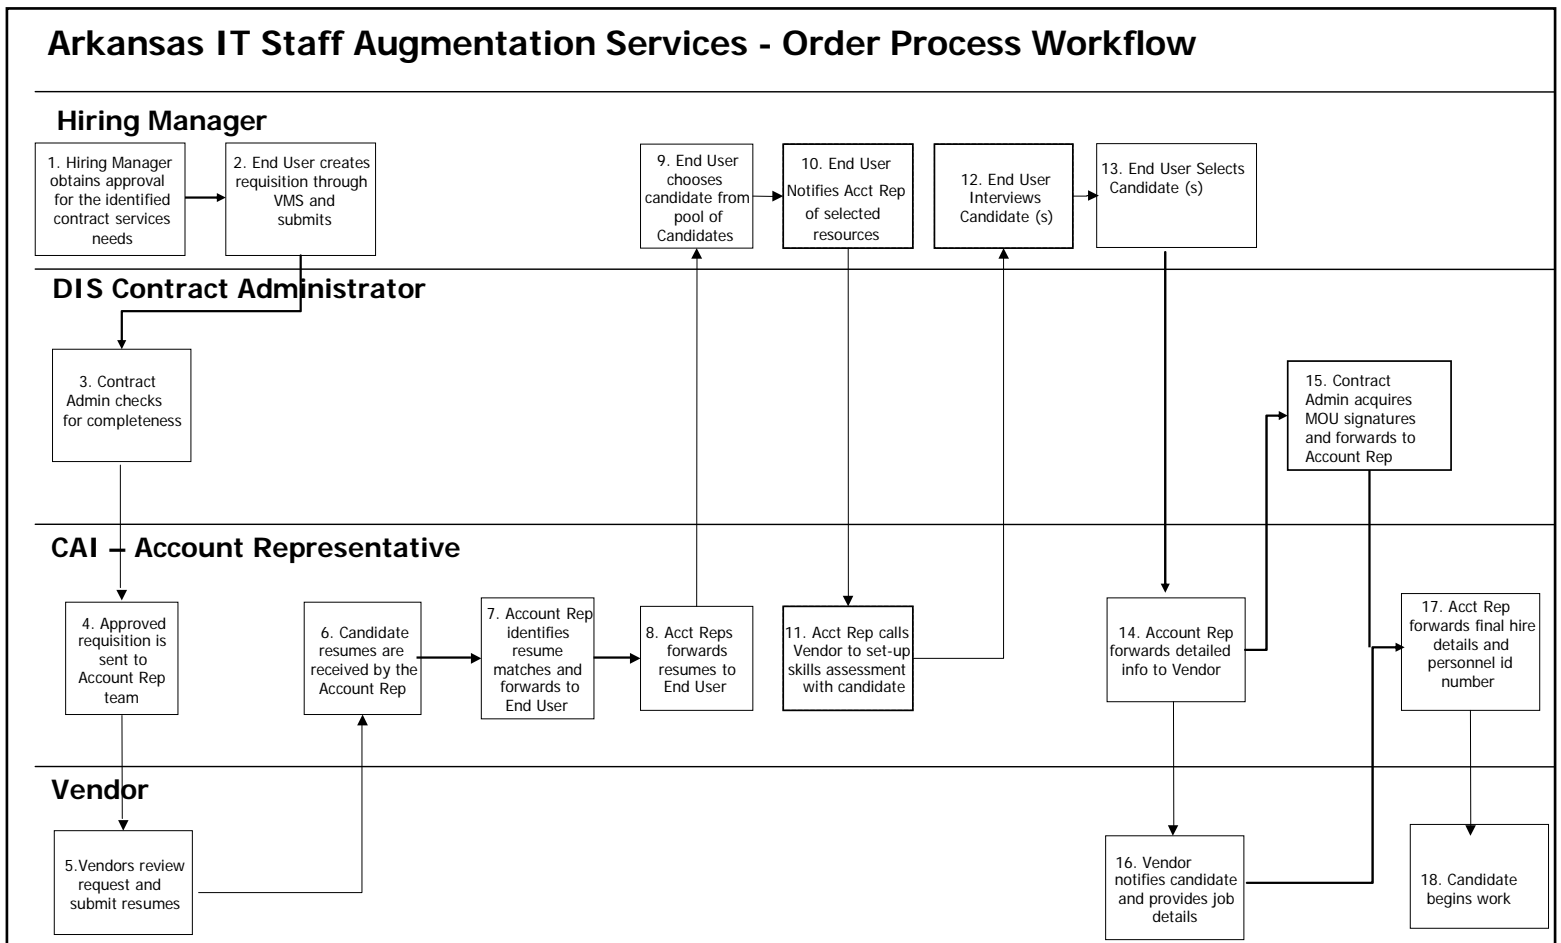 Arkansas IT Staff Augmentation Services - Order Process Workflow
Hiring Manager
1. Hiring Manager
obtains approval
for the identified
contract services
needs
2. End User creates
requisition through
VMS and
submits
9. End User
chooses
candidate from
pool of
Candidates
10. End User
Notifies Acct Rep
of selected
resources
12. End User
Interviews
Candidate (s)
13. End User Selects
Candidate (s)
DIS Contract Administrator
3. Contract
Admin checks
for completeness
15. Contract
Admin acquires
MOU signatures
and forwards to
Account Rep
CAI – Account Representative
4. Approved
requisition is
sent to
Account Rep
team
6. Candidate
resumes are
received by the
Account Rep
7. Account Rep
identifies
resume
matches and
forwards to
End User
8. Acct Reps
forwards
resumes to
End User
11. Acct Rep calls
Vendor to set-up
skills assessment
with candidate
14. Account Rep
forwards detailed
info to Vendor
17. Acct Rep
forwards final hire
details and
personnel id
number
Vendor
5.Vendors review
request and
submit resumes
16. Vendor
notifies candidate
and provides job
details
18. Candidate
begins work